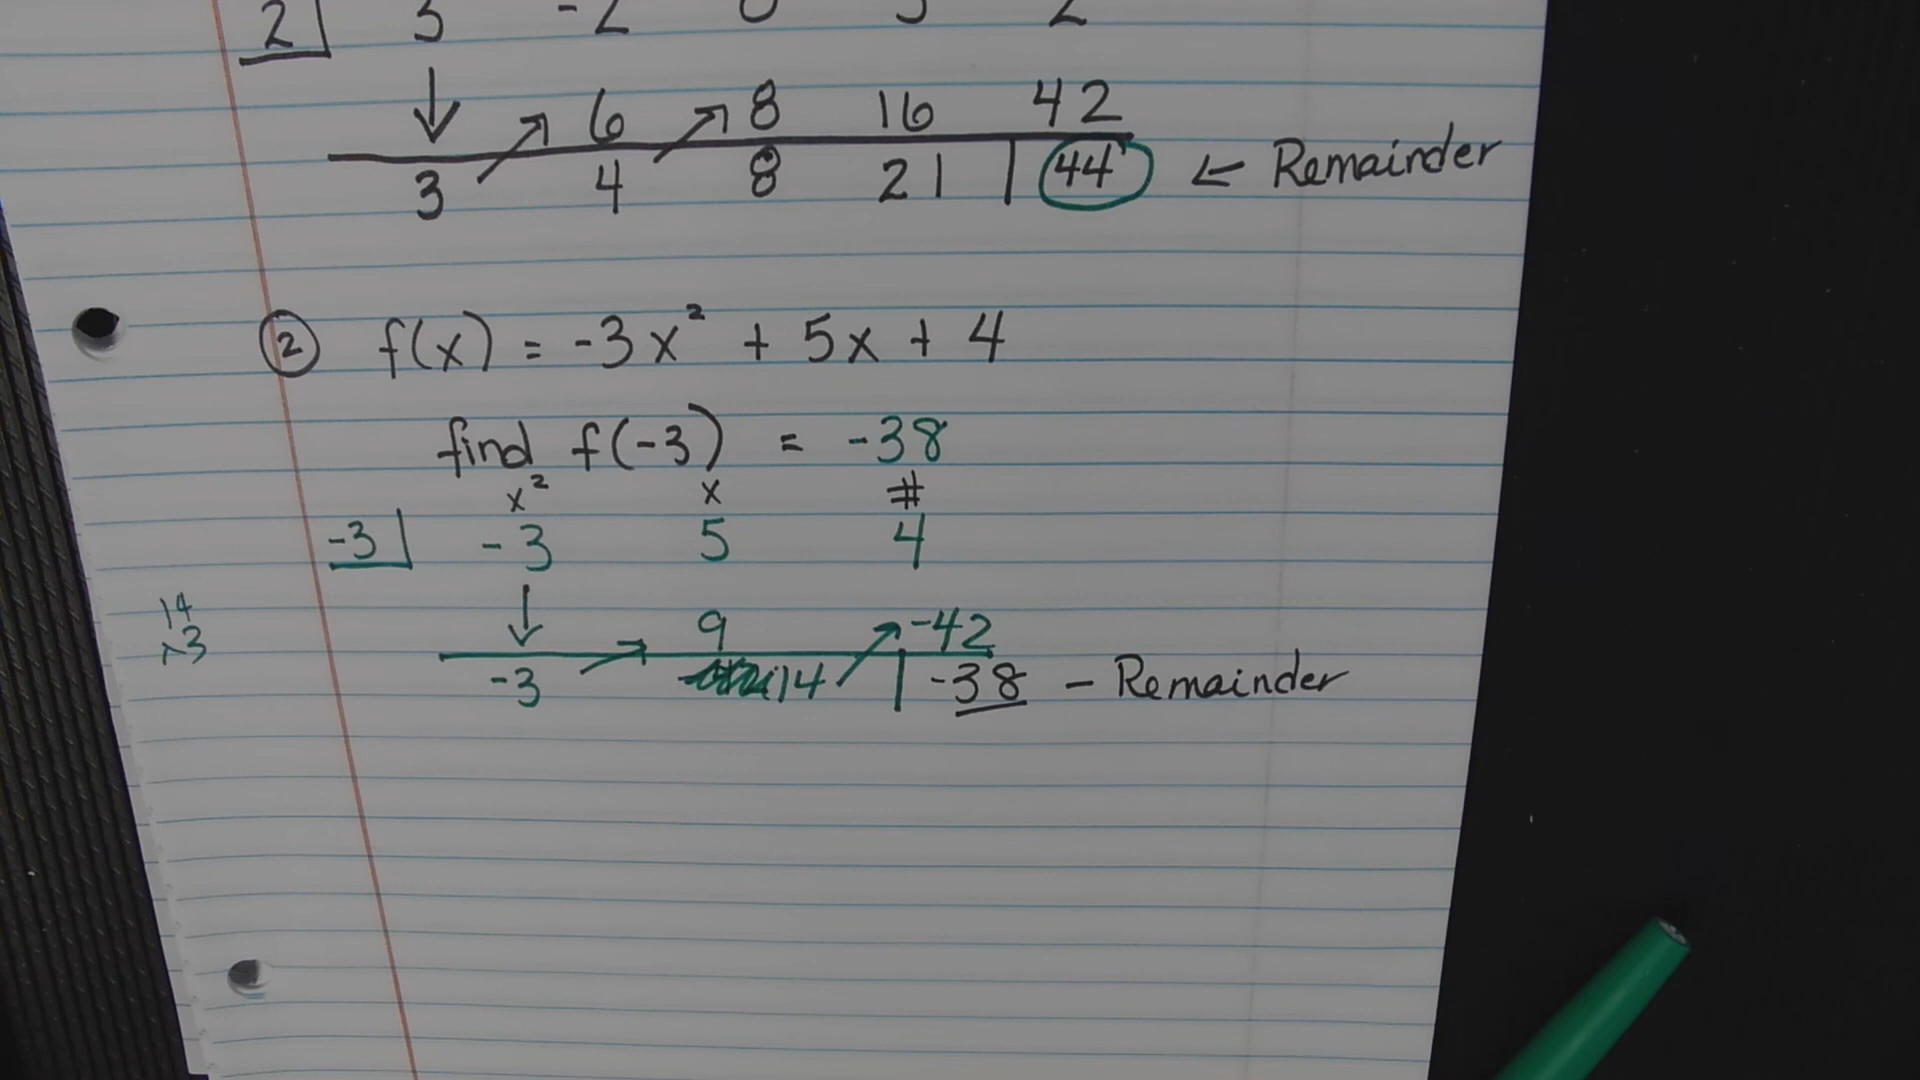 2 3 -2 0 5 2
6 8 16 42
3 4 8 21 44 ← Remainder
② f(x) = -3x² + 5x + 4
find f(-3) = -38
x² x #
-3 -3 5 4
14
x3
9 -42
-3 14 -38 - Remainder